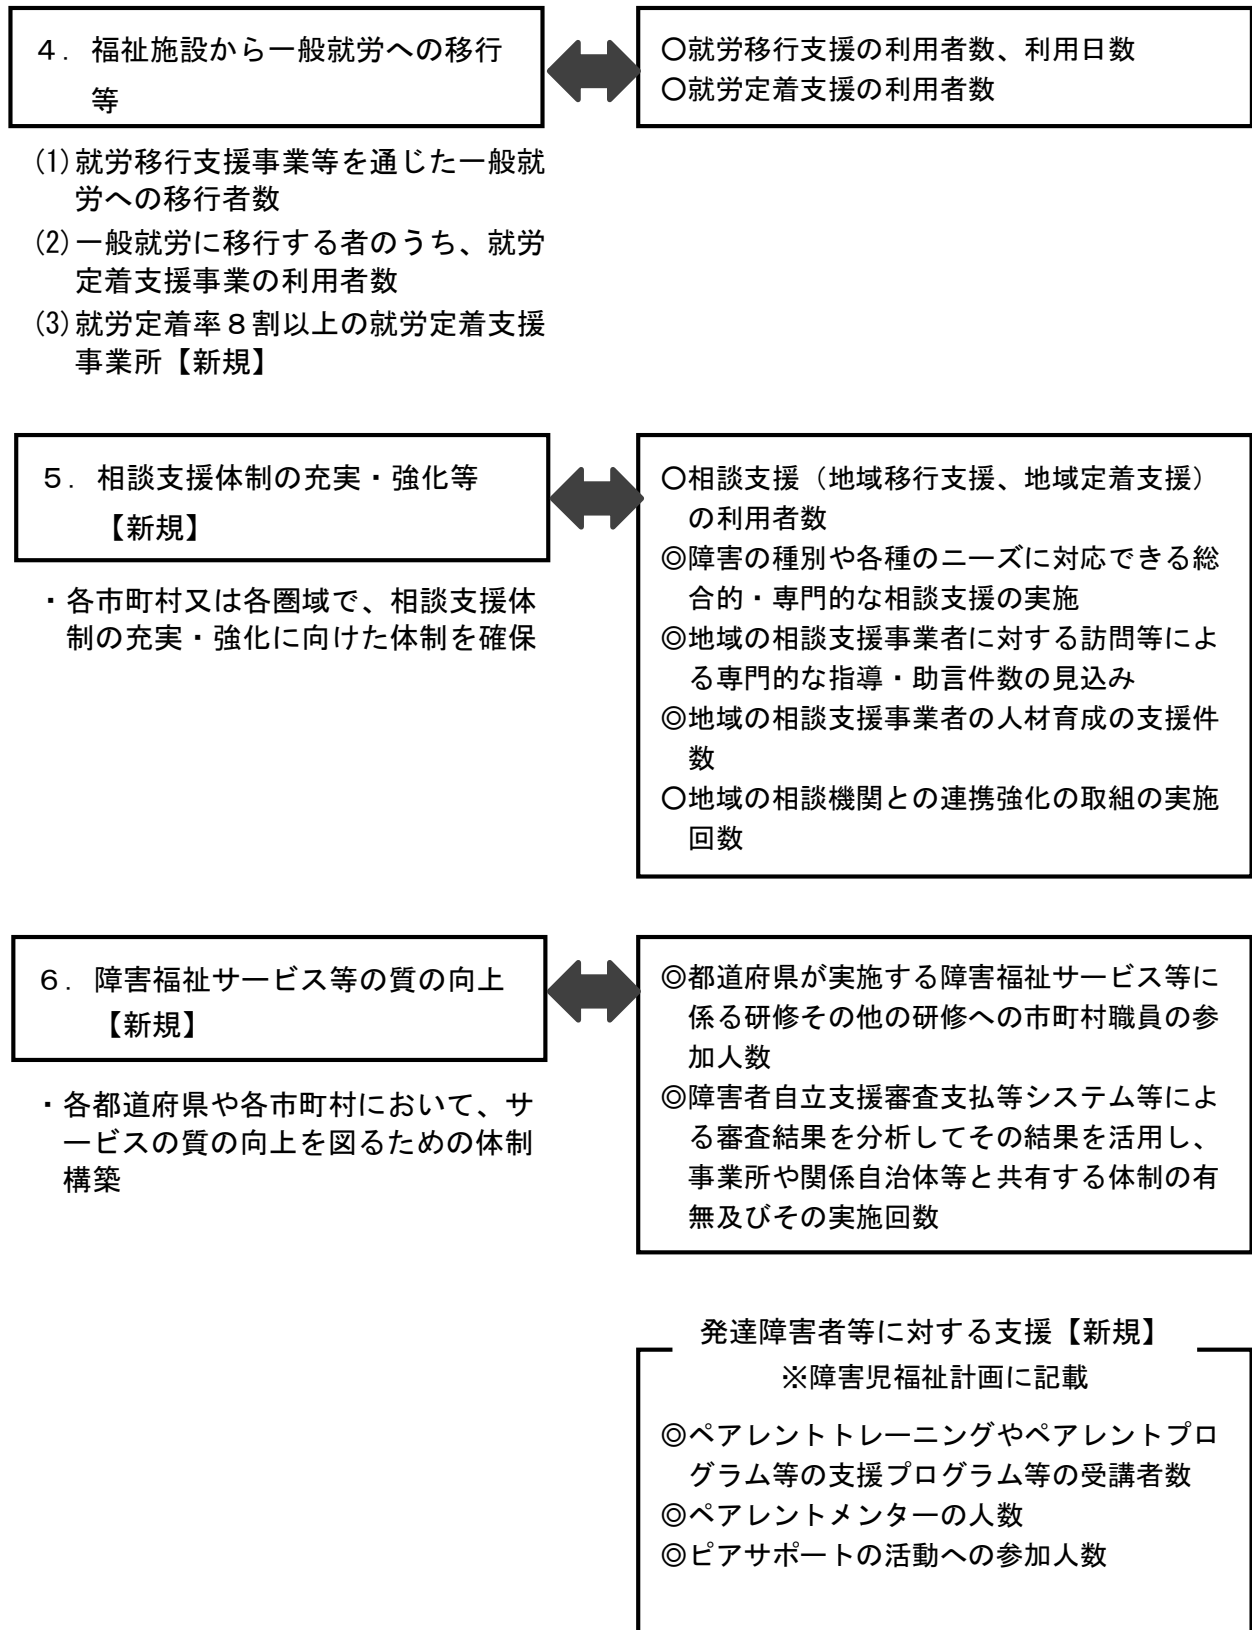 ４．福祉施設から一般就労への移行
等
〇就労移行支援の利用者数、利用日数
〇就労定着支援の利用者数
(1)就労移行支援事業等を通じた一般就
労への移行者数
(2)一般就労に移行する者のうち、就労
定着支援事業の利用者数
(3)就労定着率８割以上の就労定着支援
事業所【新規】
５．相談支援体制の充実・強化等
【新規】
〇相談支援（地域移行支援、地域定着支援）
の利用者数
◎障害の種別や各種のニーズに対応できる総
合的・専門的な相談支援の実施
◎地域の相談支援事業者に対する訪問等によ
る専門的な指導・助言件数の見込み
◎地域の相談支援事業者の人材育成の支援件
数
〇地域の相談機関との連携強化の取組の実施
回数
・各市町村又は各圏域で、相談支援体
制の充実・強化に向けた体制を確保
６．障害福祉サービス等の質の向上
【新規】
◎都道府県が実施する障害福祉サービス等に
係る研修その他の研修への市町村職員の参
加人数
◎障害者自立支援審査支払等システム等によ
る審査結果を分析してその結果を活用し、
事業所や関係自治体等と共有する体制の有
無及びその実施回数
・各都道府県や各市町村において、サ
ービスの質の向上を図るための体制
構築
発達障害者等に対する支援【新規】
※障害児福祉計画に記載
◎ペアレントトレーニングやペアレントプロ
グラム等の支援プログラム等の受講者数
◎ペアレントメンターの人数
◎ピアサポートの活動への参加人数